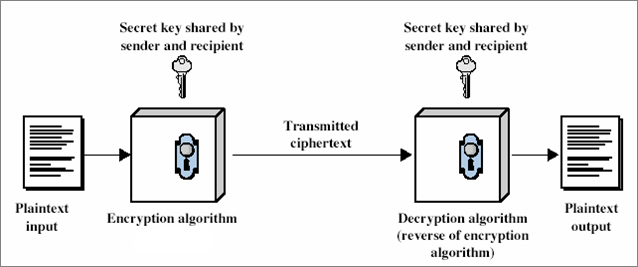 Secret key shared by
sender and recipient
Secret key shared by
sender and recipient
Transmitted
ciphertext
Plaintext
input
Encryption algorithm
Decryption algorithm
(reverse of encryption
algorithm)
Plaintext
output